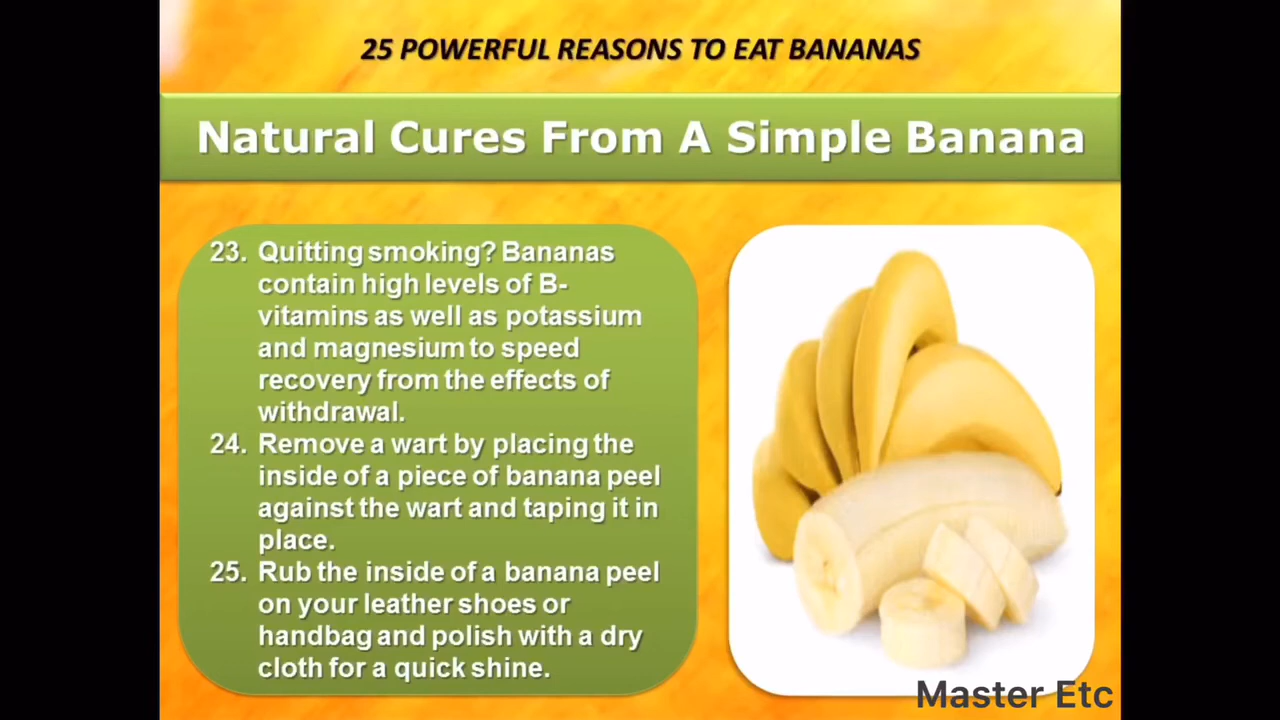 25 POWERFUL REASONS TO EAT BANANAS
Natural Cures From A Simple Banana
23. Quitting smoking? Bananas
contain high levels of B-
vitamins as well as potassium
and magnesium to speed
recovery from the effects of
withdrawal.
24. Remove a wart by placing the
inside of a piece of banana peel
against the wart and taping it in
place.
25. Rub the inside of a banana peel
on your leather shoes or
handbag and polish with a dry
cloth for a quick shine.
Master Etc